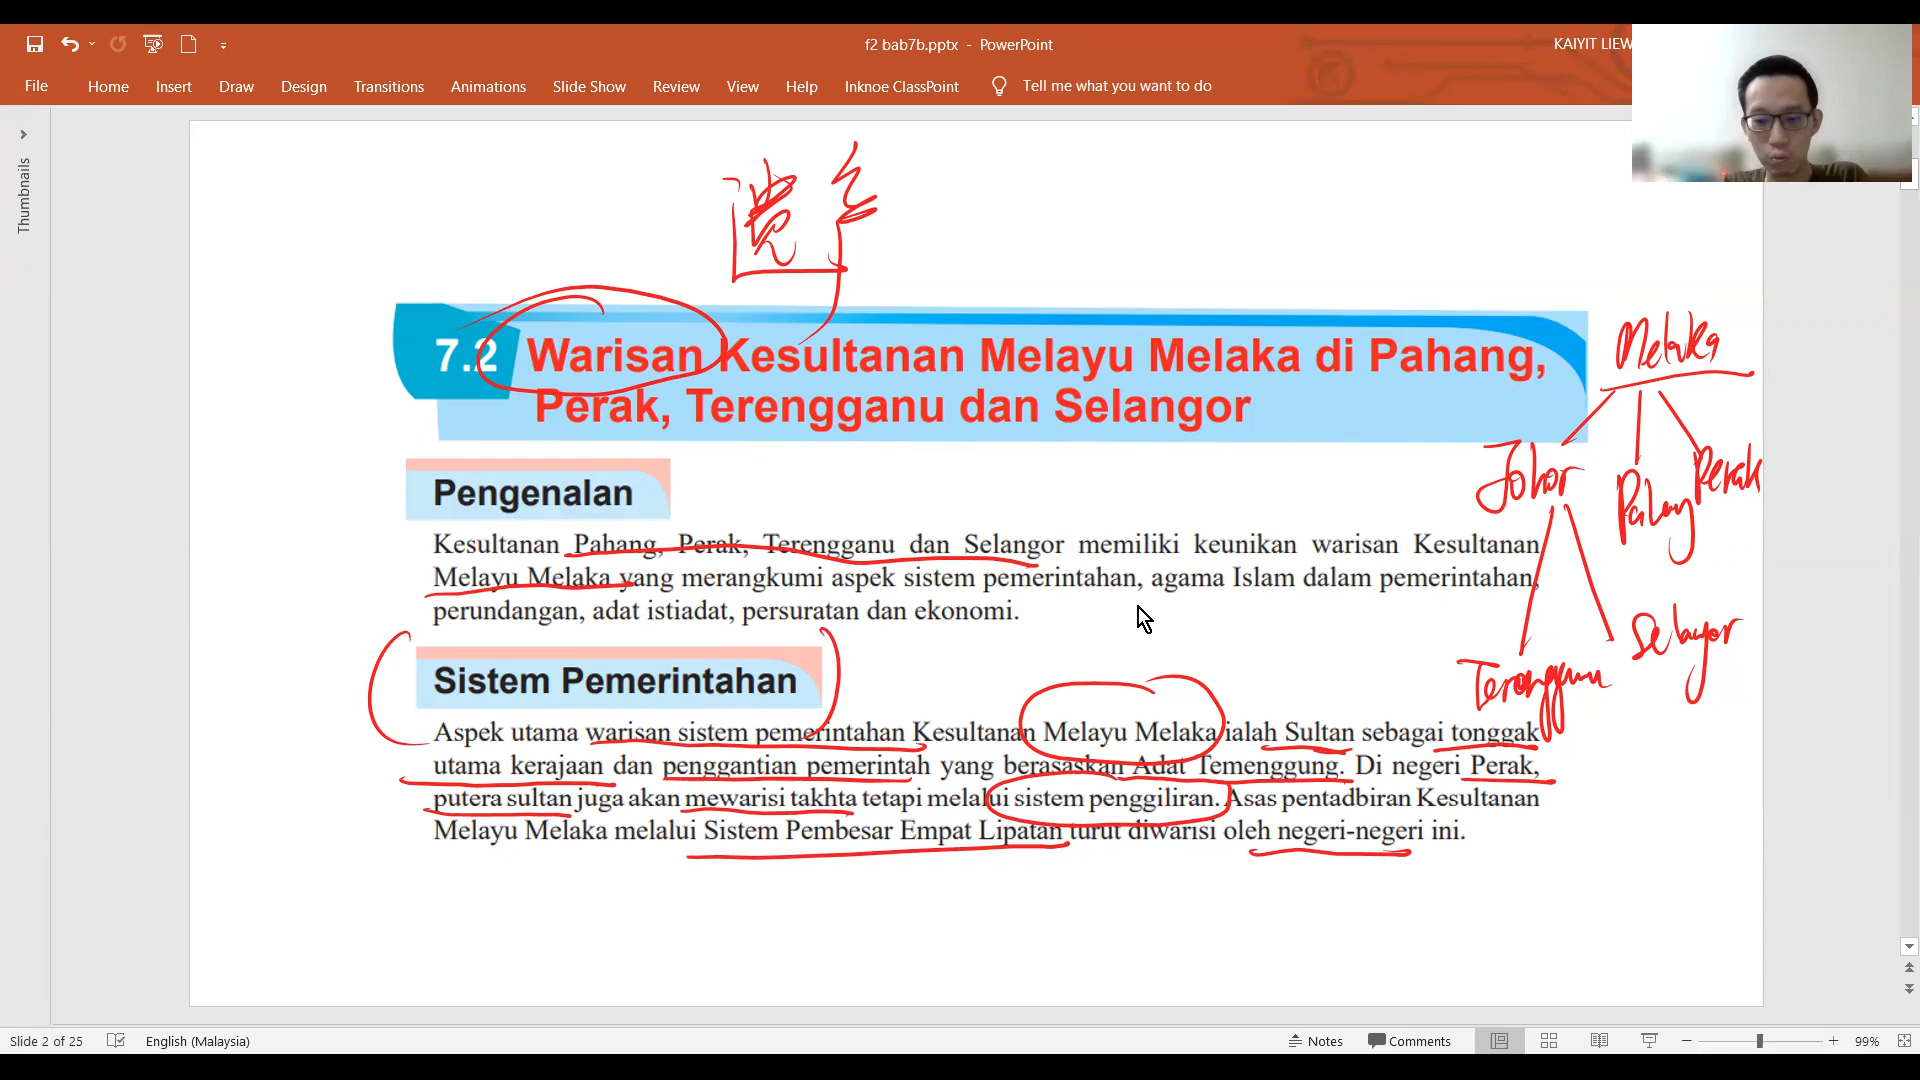 f2 bab7b.pptx - PowerPoint
KAIYIT LIEW
File Home Insert Draw Design Transitions Animations Slide Show Review View Help Inknoe ClassPoint Tell me what you want to do
Thumbnails
7.2 Warisan Kesultanan Melayu Melaka di Pahang,
Perak, Terengganu dan Selangor
Melaka
Johor
Perak
Selangor
Terengganu
Pengenalan
Kesultanan Pahang, Perak, Terengganu dan Selangor memiliki keunikan warisan Kesultanan
Melayu Melaka yang merangkumi aspek sistem pemerintahan, agama Islam dalam pemerintahan,
perundangan, adat istiadat, persuratan dan ekonomi.
Sistem Pemerintahan
Aspek utama warisan sistem pemerintahan Kesultanan Melayu Melaka ialah Sultan sebagai tonggak
utama kerajaan dan penggantian pemerintah yang berasaskan Adat Temenggung. Di negeri Perak,
putera sultan juga akan mewarisi takhta tetapi melalui sistem penggiliran. Asas pentadbiran Kesultanan
Melayu Melaka melalui Sistem Pembesar Empat Lipatan turut diwarisi oleh negeri-negeri ini.
Slide 2 of 25 English (Malaysia) Notes Comments 99%